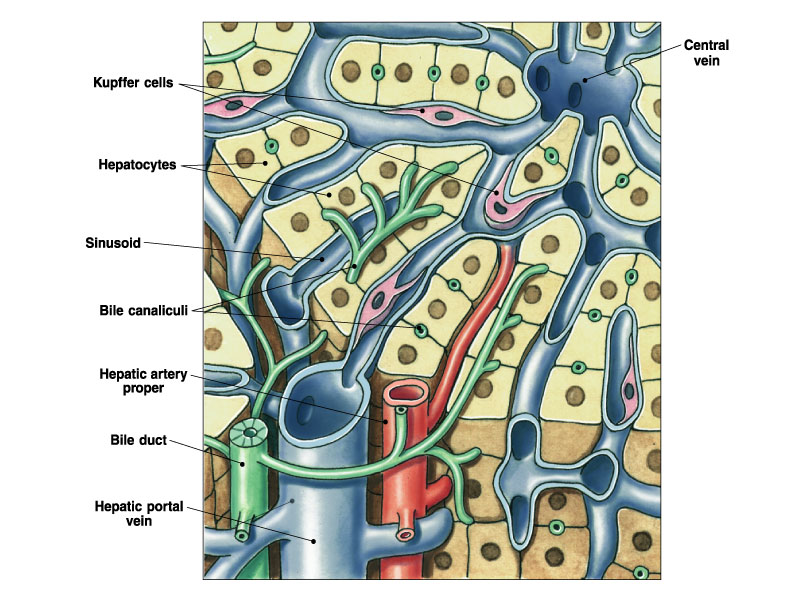 Central
vein
Kupffer cells
Hepatocytes
Sinusoid
Bile canaliculi
Hepatic artery
proper
Bile duct
Hepatic portal
vein